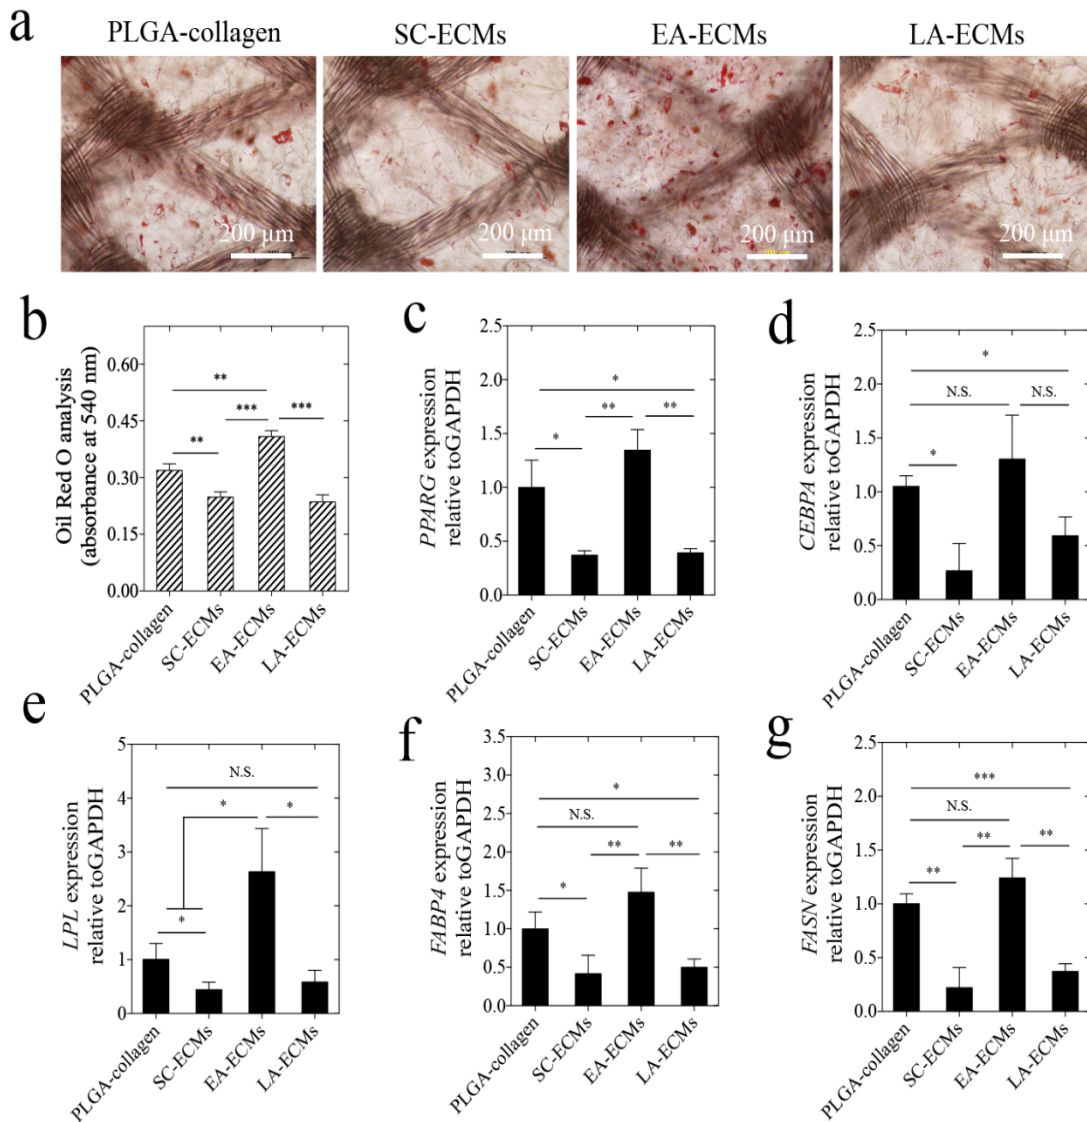 a
PLGA-collagen
SC-ECMs
EA-ECMs
LA-ECMs
200 μm
200 μm
200 μm
200 μm
b
Oil Red O analysis
(absorbance at 540 nm)
0.60
0.45
0.30
0.15
0.00
**
**
***
***
PLGA-collagen
SC-ECMs
EA-ECMs
LA-ECMs
c
PPARG expression
relative toGAPDH
2.5
2.0
1.5
1.0
0.5
0.0
*
**
**
*
PLGA-collagen
SC-ECMs
EA-ECMs
LA-ECMs
d
CEBPA expression
relative toGAPDH
2.5
2.0
1.5
1.0
0.5
0.0
*
N.S.
N.S.
*
PLGA-collagen
SC-ECMs
EA-ECMs
LA-ECMs
e
LPL expression
relative toGAPDH
5
4
3
2
1
0
N.S.
*
*
*
PLGA-collagen
SC-ECMs
EA-ECMs
LA-ECMs
f
FABP4 expression
relative toGAPDH
3.5
3.0
2.5
2.0
1.5
1.0
0.5
0.0
*
N.S.
**
**
*
PLGA-collagen
SC-ECMs
EA-ECMs
LA-ECMs
g
FASN expression
relative toGAPDH
2.5
2.0
1.5
1.0
0.5
0.0
***
N.S.
**
**
**
PLGA-collagen
SC-ECMs
EA-ECMs
LA-ECMs